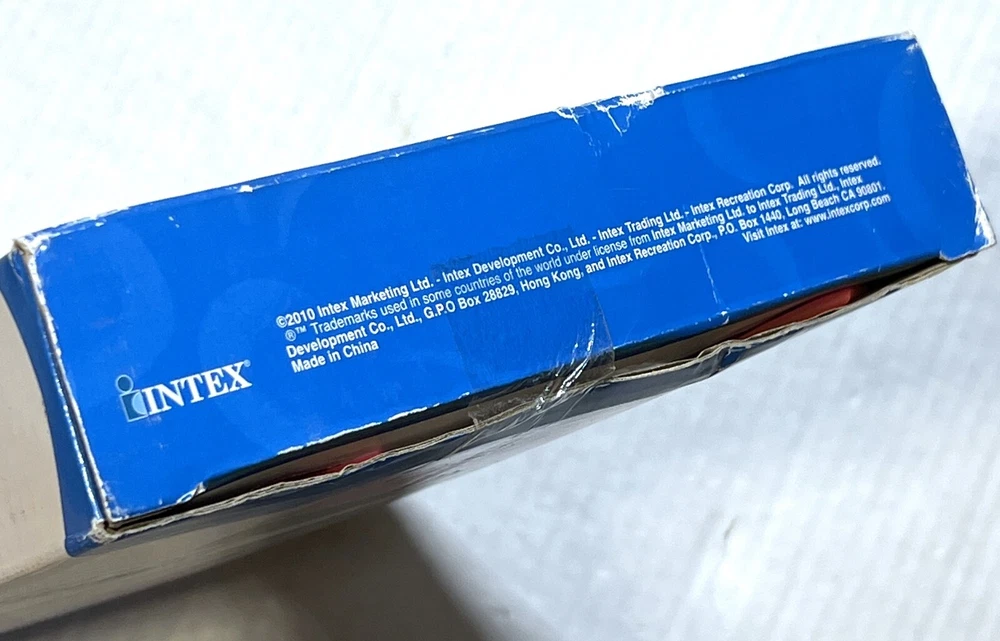 ©2010 Intex Marketing Ltd. - Intex Development Co., Ltd. - Intex Trading Ltd. - Intex Recreation Corp. All rights reserved.
®™ Trademarks used in some countries of the world under license from Intex Marketing Ltd. to Intex Trading Ltd., Intex
Development Co., Ltd., G.P.O Box 28829, Hong Kong, and Intex Recreation Corp., P.O. Box 1440, Long Beach CA 90801.
Made in China
Visit Intex at: www.intexcorp.com
INTEX®